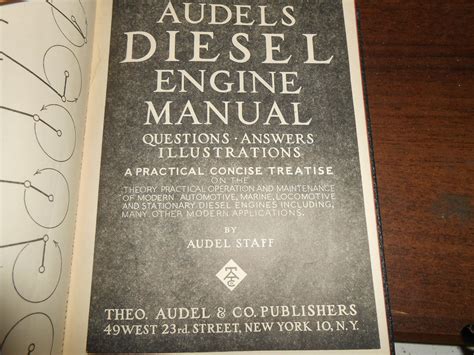 AUDELS
DIESEL
ENGINE
MANUAL
QUESTIONS · ANSWERS
ILLUSTRATIONS
A PRACTICAL CONCISE TREATISE
ON THE
THEORY PRACTICAL OPERATION AND MAINTENANCE
OF MODERN AUTOMOTIVE, MARINE, LOCOMOTIVE
AND STATIONARY DIESEL ENGINES INCLUDING,
MANY OTHER MODERN APPLICATIONS.
BY
AUDEL STAFF
THEO. AUDEL & CO. PUBLISHERS
49 WEST 23rd. STREET, NEW YORK 10, N.Y.